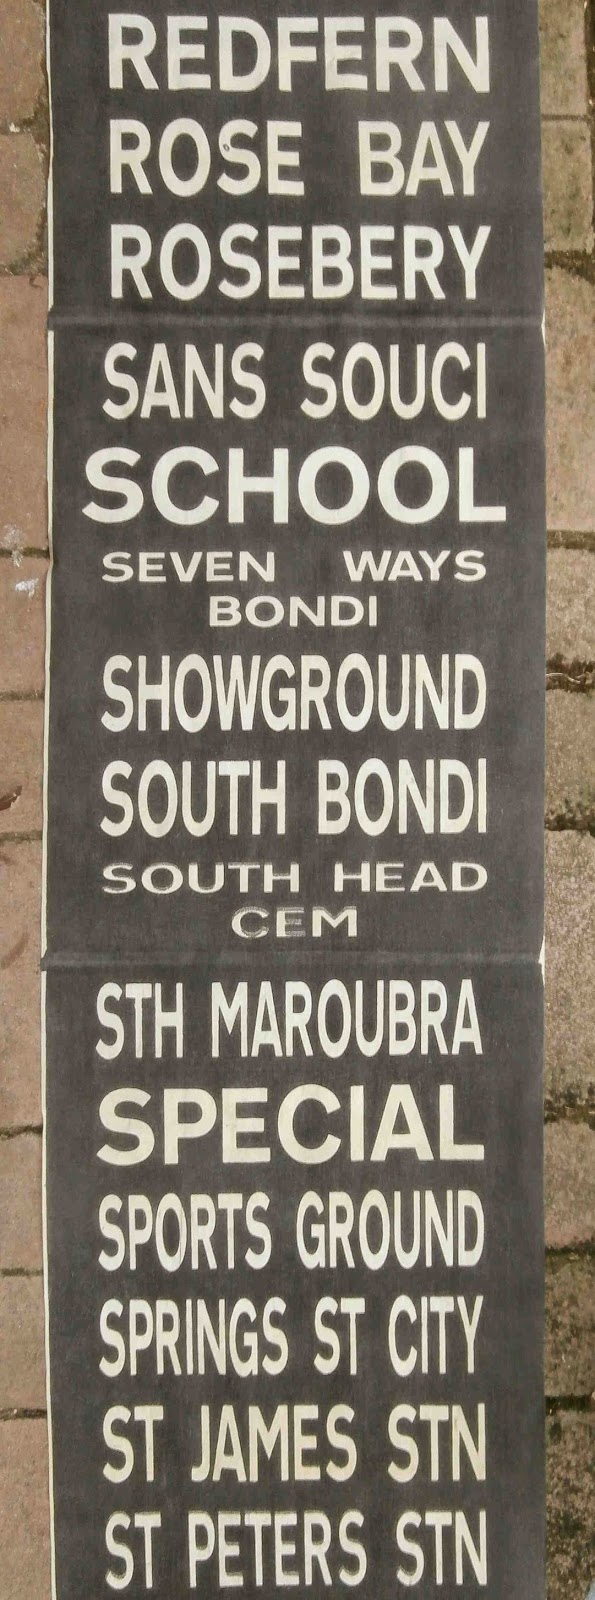 REDFERN
ROSE BAY
ROSEBERY
SANS SOUCI
SCHOOL
SEVEN WAYS
BONDI
SHOWGROUND
SOUTH BONDI
SOUTH HEAD
CEM
STH MAROUBRA
SPECIAL
SPORTS GROUND
SPRINGS ST CITY
ST JAMES STN
ST PETERS STN